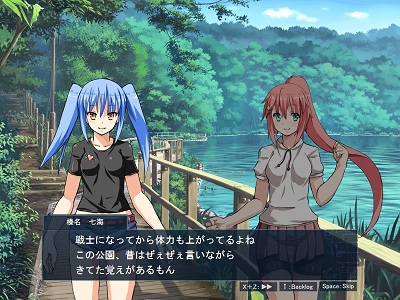 榛名 七海
戦士になってから体力も上がってるよね
この公園、昔はぜぇぜぇ言いながら
きてた覚えがあるもん
X+Z: ▶▶ ↑:Backlog Space: Skip